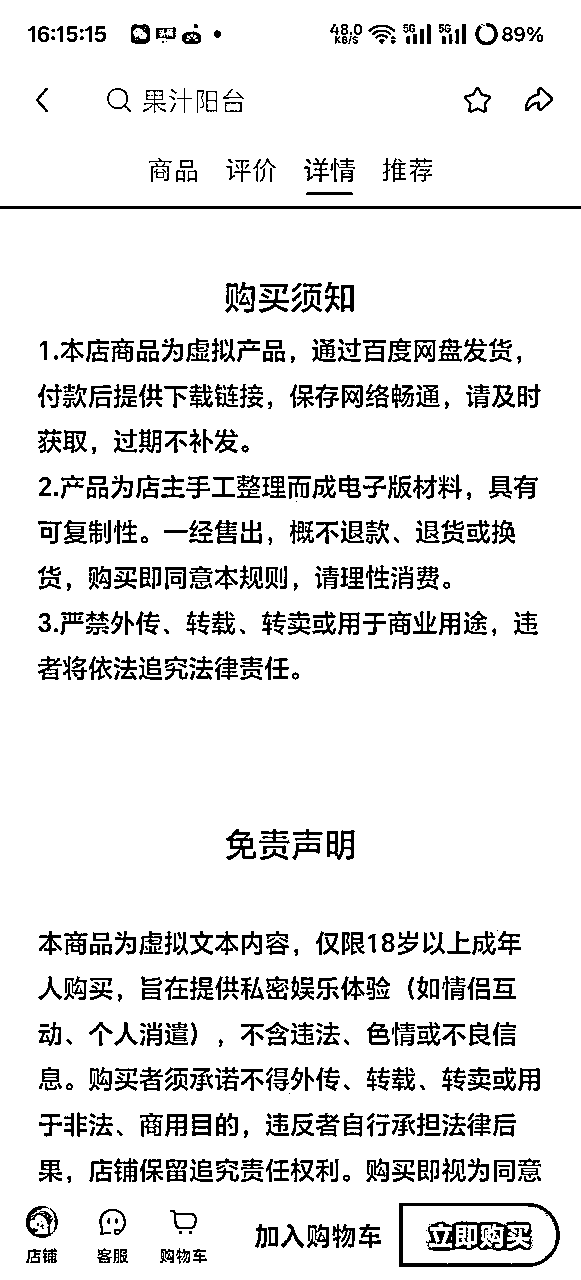 16:15:15 48.0 KB/S 5G 5G 89%
果汁阳台
商品 评价 详情 推荐
购买须知
1.本店商品为虚拟产品，通过百度网盘发货，
付款后提供下载链接，保存网络畅通，请及时
获取，过期不补发。
2.产品为店主手工整理而成电子版材料，具有
可复制性。一经售出，概不退款、退货或换
货，购买即同意本规则，请理性消费。
3.严禁外传、转载、转卖或用于商业用途，违
者将依法追究法律责任。
免责声明
本商品为虚拟文本内容，仅限18岁以上成年
人购买，旨在提供私密娱乐体验（如情侣互
动、个人消遣），不含违法、色情或不良信
息。购买者须承诺不得外传、转载、转卖或用
于非法、商用目的，违反者自行承担法律后
果，店铺保留追究责任权利。购买即视为同意
店铺 客服 购物车 加入购物车 立即购买